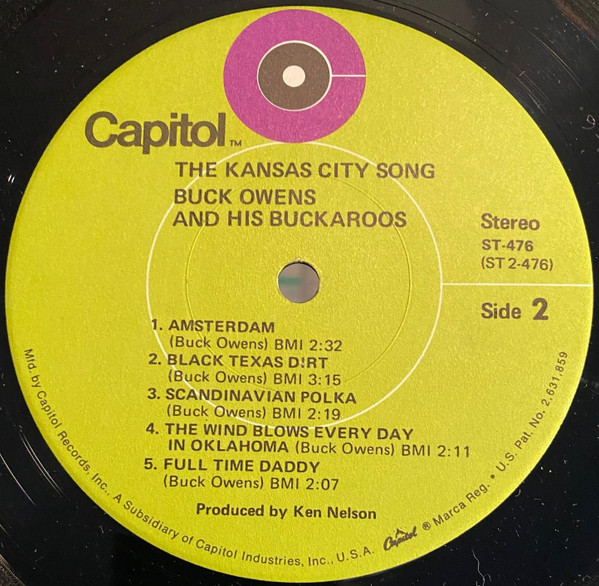 Capitol TM
THE KANSAS CITY SONG
BUCK OWENS
AND HIS BUCKAROOS
Stereo
ST-476
(ST 2-476)
Side 2
1. AMSTERDAM
(Buck Owens) BMI 2:32
2. BLACK TEXAS DIRT
(Buck Owens) BMI 3:15
3. SCANDINAVIAN POLKA
(Buck Owens) BMI 2:19
4. THE WIND BLOWS EVERY DAY
IN OKLAHOMA (Buck Owens) BMI 2:11
5. FULL TIME DADDY
(Buck Owens) BMI 2:07
Produced by Ken Nelson
Mfd. by Capitol Records, Inc., A Subsidiary of Capitol Industries, Inc., U.S.A. Capitol ® Marca Reg. • U.S. Pat. No. 2,631,859